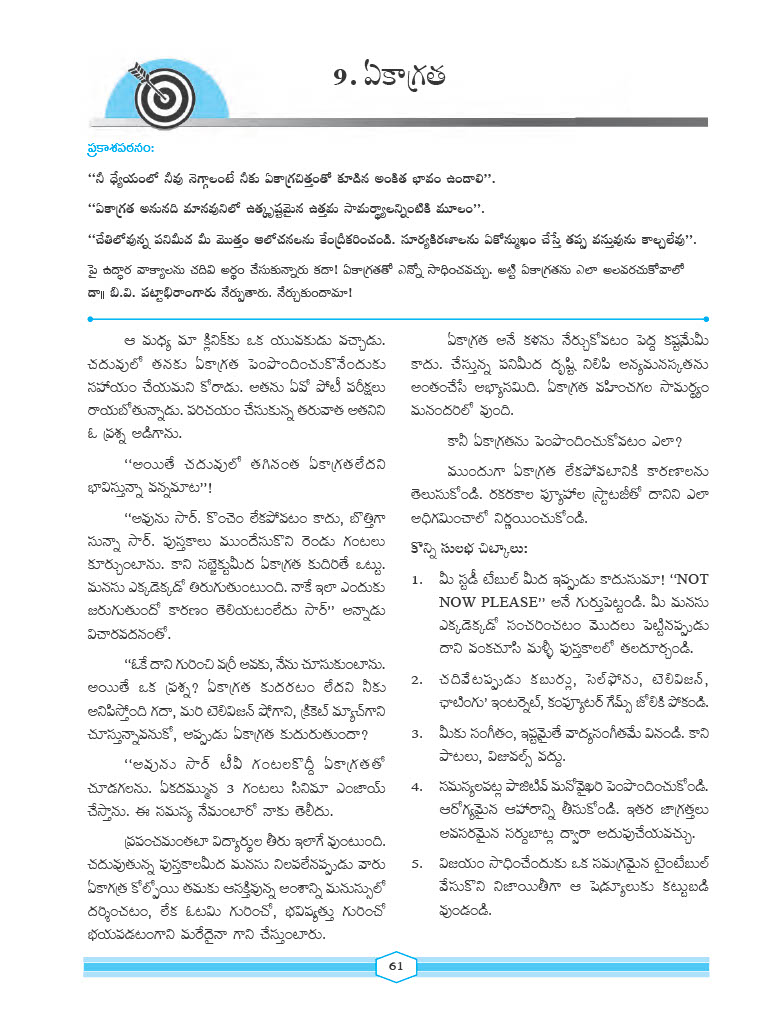 9. ఏకాగ్రత
ప్రకాశపఠనం:
“నీ ధ్యేయంలో నీవు నెగ్గాలంటే నీకు ఏకాగ్రచిత్తంతో కూడిన అంకిత భావం ఉండాలి”.
“ఏకాగ్రత అనునది మానవునిలో ఉత్కృష్టమైన ఉత్తమ సామర్థ్యాలన్నింటికి మూలం”.
“చేతిలోవున్న పనిమీద మీ మొత్తం ఆలోచనలను కేంద్రీకరించండి. సూర్యకిరణాలను ఏకోన్ముఖం చేస్తే తప్ప వస్తువును కాల్చలేవు”.
పై ఉద్ధార వాక్యాలను చదివి అర్థం చేసుకున్నారు కదా! ఏకాగ్రతతో ఎన్నో సాధించవచ్చు. అట్టి ఏకాగ్రతను ఎలా అలవరచుకోవాలో
డా॥ బి.వి. పట్టాభిరాంగారు నేర్పుతారు. నేర్చుకుందామా!
ఆ మధ్య మా క్లినిక్‌కు ఒక యువకుడు వచ్చాడు.
చదువులో తనకు ఏకాగ్రత పెంపొందించుకొనేందుకు
సహాయం చేయమని కోరాడు. అతను ఏవో పోటీ పరీక్షలు
రాయబోతున్నాడు. పరిచయం చేసుకున్న తరువాత అతనిని
ఓ ప్రశ్న అడిగాను.
“అయితే చదువులో తగినంత ఏకాగ్రతలేదని
భావిస్తున్నా వన్నమాట”!
“అవును సార్. కొంచెం లేకపోవటం కాదు, బొత్తిగా
సున్నా సార్. పుస్తకాలు ముందేసుకొని రెండు గంటలు
కూర్చుంటాను. కాని సబ్జెక్టుమీద ఏకాగ్రత కుదిరితే ఒట్టు.
మనసు ఎక్కడెక్కడో తిరుగుతుంటుంది. నాకే ఇలా ఎందుకు
జరుగుతుందో కారణం తెలియటంలేదు సార్” అన్నాడు
విచారవదనంతో.
“ఓకే దాని గురించి వర్రీ అవకు, నేను చూసుకుంటాను.
అయితే ఒక ప్రశ్న? ఏకాగ్రత కుదరటం లేదని నీకు
అనిపిస్తోంది గదా, మరి టెలివిజన్ షోగాని, క్రికెట్ మ్యాచ్‌గాని
చూస్తున్నావనుకో, అప్పుడు ఏకాగ్రత కుదురుతుందా?
“అవును సార్ టీవీ గంటలకొద్దీ ఏకాగ్రతతో
చూడగలను. ఏకదమ్మున 3 గంటలు సినిమా ఎంజాయ్
చేస్తాను. ఈ సమస్య నేమంటారో నాకు తెలీదు.
ప్రపంచమంతటా విద్యార్థుల తీరు ఇలాగే వుంటుంది.
చదువుతున్న పుస్తకాలమీద మనసు నిలవలేనప్పుడు వారు
ఏకాగత్ర కోల్పోయి తమకు ఆసక్తివున్న అంశాన్ని మనుస్సులో
దర్శించటం, లేక ఓటమి గురించో, భవిష్యత్తు గురించో
భయపడటంగాని మరేదైనా గాని చేస్తుంటారు.
ఏకాగ్రత అనే కళను నేర్చుకోవటం పెద్ద కష్టమేమీ
కాదు. చేస్తున్న పనిమీద దృష్టి నిలిపి అన్యమనస్కతను
అంతంచేసే అభ్యాసమిది. ఏకాగ్రత వహించగల సామర్థ్యం
మనందరిలో వుంది.
కానీ ఏకాగ్రతను పెంపొందించుకోవటం ఎలా?
ముందుగా ఏకాగ్రత లేకపోవటానికి కారణాలను
తెలుసుకోండి. రకరకాల వ్యూహాల స్ట్రాటజీతో దానిని ఎలా
అధిగమించాలో నిర్ణయించుకోండి.
కొన్ని సులభ చిట్కాలు:
1. మీ స్టడీ టేబుల్ మీద ఇప్పుడు కాదుసుమా! “NOT
NOW PLEASE” అనే గుర్తుపెట్టండి. మీ మనసు
ఎక్కడెక్కడో సంచరించటం మొదలు పెట్టినప్పుడు
దాని వంకచూసి మళ్ళీ పుస్తకాలలో తలదూర్చండి.
2. చదివేటప్పుడు కబుర్లు, సెల్‌ఫోను, టెలివిజన్,
ఛాటింగు' ఇంటర్నెట్, కంప్యూటర్ గేమ్స్ జోలికి పోకండి.
3. మీకు సంగీతం, ఇష్టమైతే వాద్యసంగీతమే వినండి. కాని
పాటలు, విజువల్స్ వద్దు.
4. సమస్యలపట్ల పాజిటివ్ మనోవైఖరి పెంపొందించుకోండి.
ఆరోగ్యమైన ఆహారాన్ని తీసుకోండి. ఇతర జాగ్రత్తలు
అవసరమైన సర్దుబాట్ల ద్వారా అదుపుచేయవచ్చు.
5. విజయం సాధించేందుకు ఒక సమగ్రమైన టైంటేబుల్
వేసుకొని నిజాయితీగా ఆ షెడ్యూలుకు కట్టుబడి
వుండండి.
61